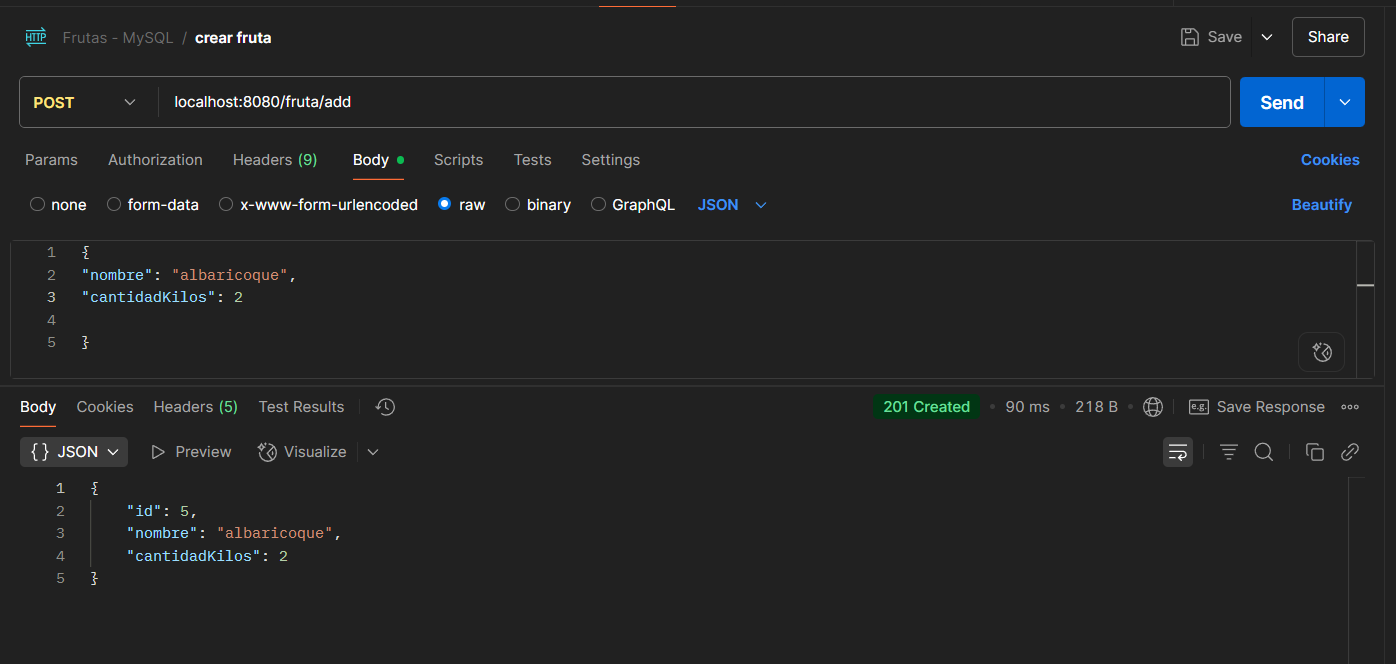 HTTP Frutas - MySQL / crear fruta Save Share
POST localhost:8080/fruta/add Send
Params Authorization Headers (9) Body Scripts Tests Settings Cookies
none form-data x-www-form-urlencoded raw binary GraphQL JSON Beautify
1 {
2 "nombre": "albaricoque",
3 "cantidadKilos": 2
4
5 }
Body Cookies Headers (5) Test Results 201 Created 90 ms 218 B e.g. Save Response
{} JSON Preview Visualize
1 {
2 "id": 5,
3 "nombre": "albaricoque",
4 "cantidadKilos": 2
5 }